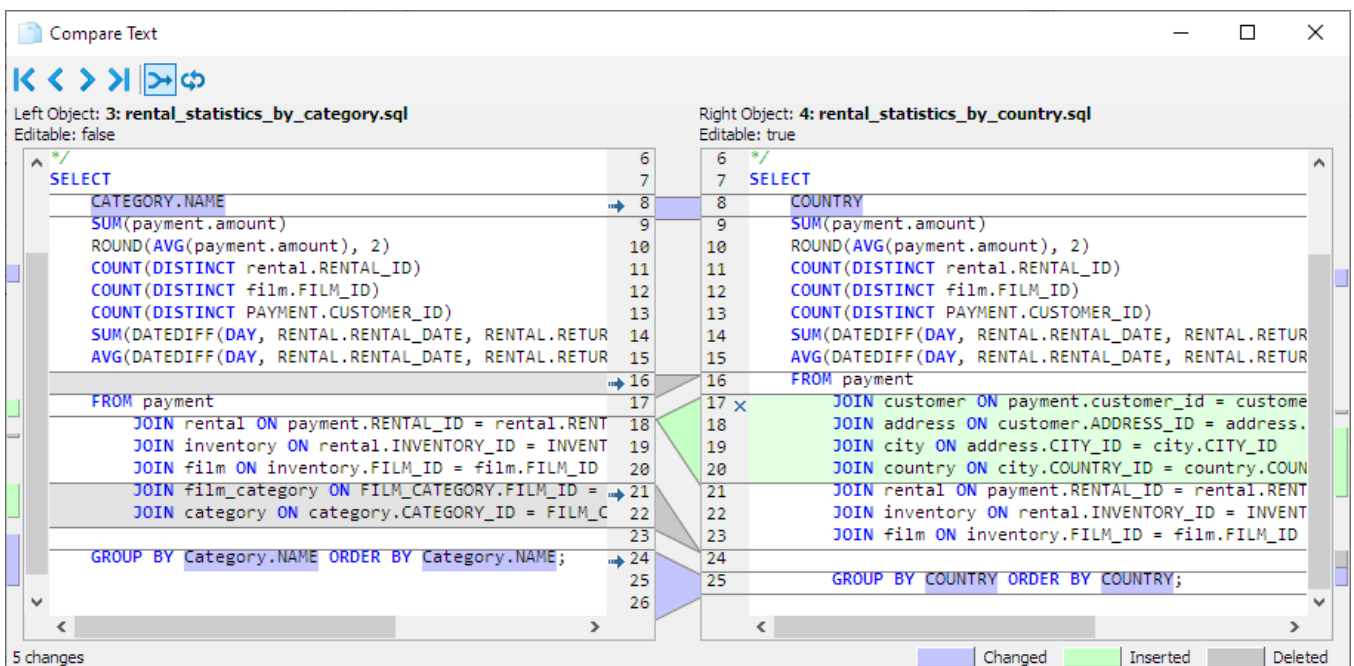 Compare Text
Left Object: 3: rental_statistics_by_category.sql
Editable: false
*/ 6
SELECT 7
CATEGORY.NAME 8
SUM(payment.amount) 9
ROUND(AVG(payment.amount), 2) 10
COUNT(DISTINCT rental.RENTAL_ID) 11
COUNT(DISTINCT film.FILM_ID) 12
COUNT(DISTINCT PAYMENT.CUSTOMER_ID) 13
SUM(DATEDIFF(DAY, RENTAL.RENTAL_DATE, RENTAL.RETUR 14
AVG(DATEDIFF(DAY, RENTAL.RENTAL_DATE, RENTAL.RETUR 15
16
FROM payment 17
JOIN rental ON payment.RENTAL_ID = rental.RENT 18
JOIN inventory ON rental.INVENTORY_ID = INVENT 19
JOIN film ON inventory.FILM_ID = film.FILM_ID 20
JOIN film_category ON FILM_CATEGORY.FILM_ID = 21
JOIN category ON category.CATEGORY_ID = FILM_C 22
23
GROUP BY Category.NAME ORDER BY Category.NAME; 24
25
26
Right Object: 4: rental_statistics_by_country.sql
Editable: true
6 */
7 SELECT
8 COUNTRY
9 SUM(payment.amount)
10 ROUND(AVG(payment.amount), 2)
11 COUNT(DISTINCT rental.RENTAL_ID)
12 COUNT(DISTINCT film.FILM_ID)
13 COUNT(DISTINCT PAYMENT.CUSTOMER_ID)
14 SUM(DATEDIFF(DAY, RENTAL.RENTAL_DATE, RENTAL.RETUR
15 AVG(DATEDIFF(DAY, RENTAL.RENTAL_DATE, RENTAL.RETUR
16 FROM payment
17 JOIN customer ON payment.customer_id = custome
18 JOIN address ON customer.ADDRESS_ID = address.
19 JOIN city ON address.CITY_ID = city.CITY_ID
20 JOIN country ON city.COUNTRY_ID = country.COUN
21 JOIN rental ON payment.RENTAL_ID = rental.RENT
22 JOIN inventory ON rental.INVENTORY_ID = INVENT
23 JOIN film ON inventory.FILM_ID = film.FILM_ID
24
25 GROUP BY COUNTRY ORDER BY COUNTRY;
5 changes
Changed Inserted Deleted